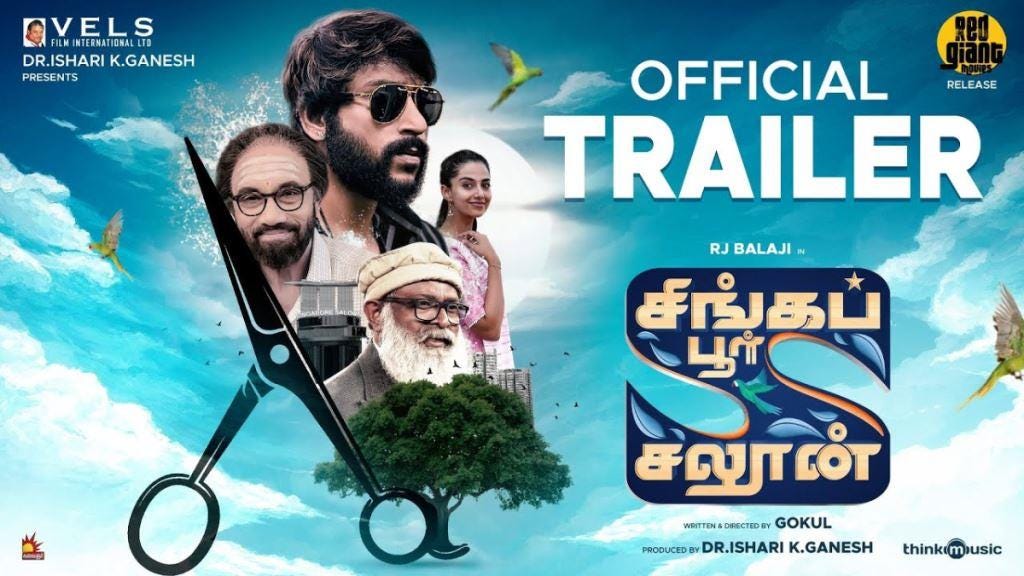 VELS
FILM INTERNATIONAL LTD
DR.ISHARI K.GANESH
PRESENTS
Red
giant
movies
RELEASE
OFFICIAL
TRAILER
RJ BALAJI IN
சிங்கப்
பூர்
சலூன்
WRITTEN & DIRECTED BY GOKUL
PRODUCED BY DR.ISHARI K.GANESH
think music